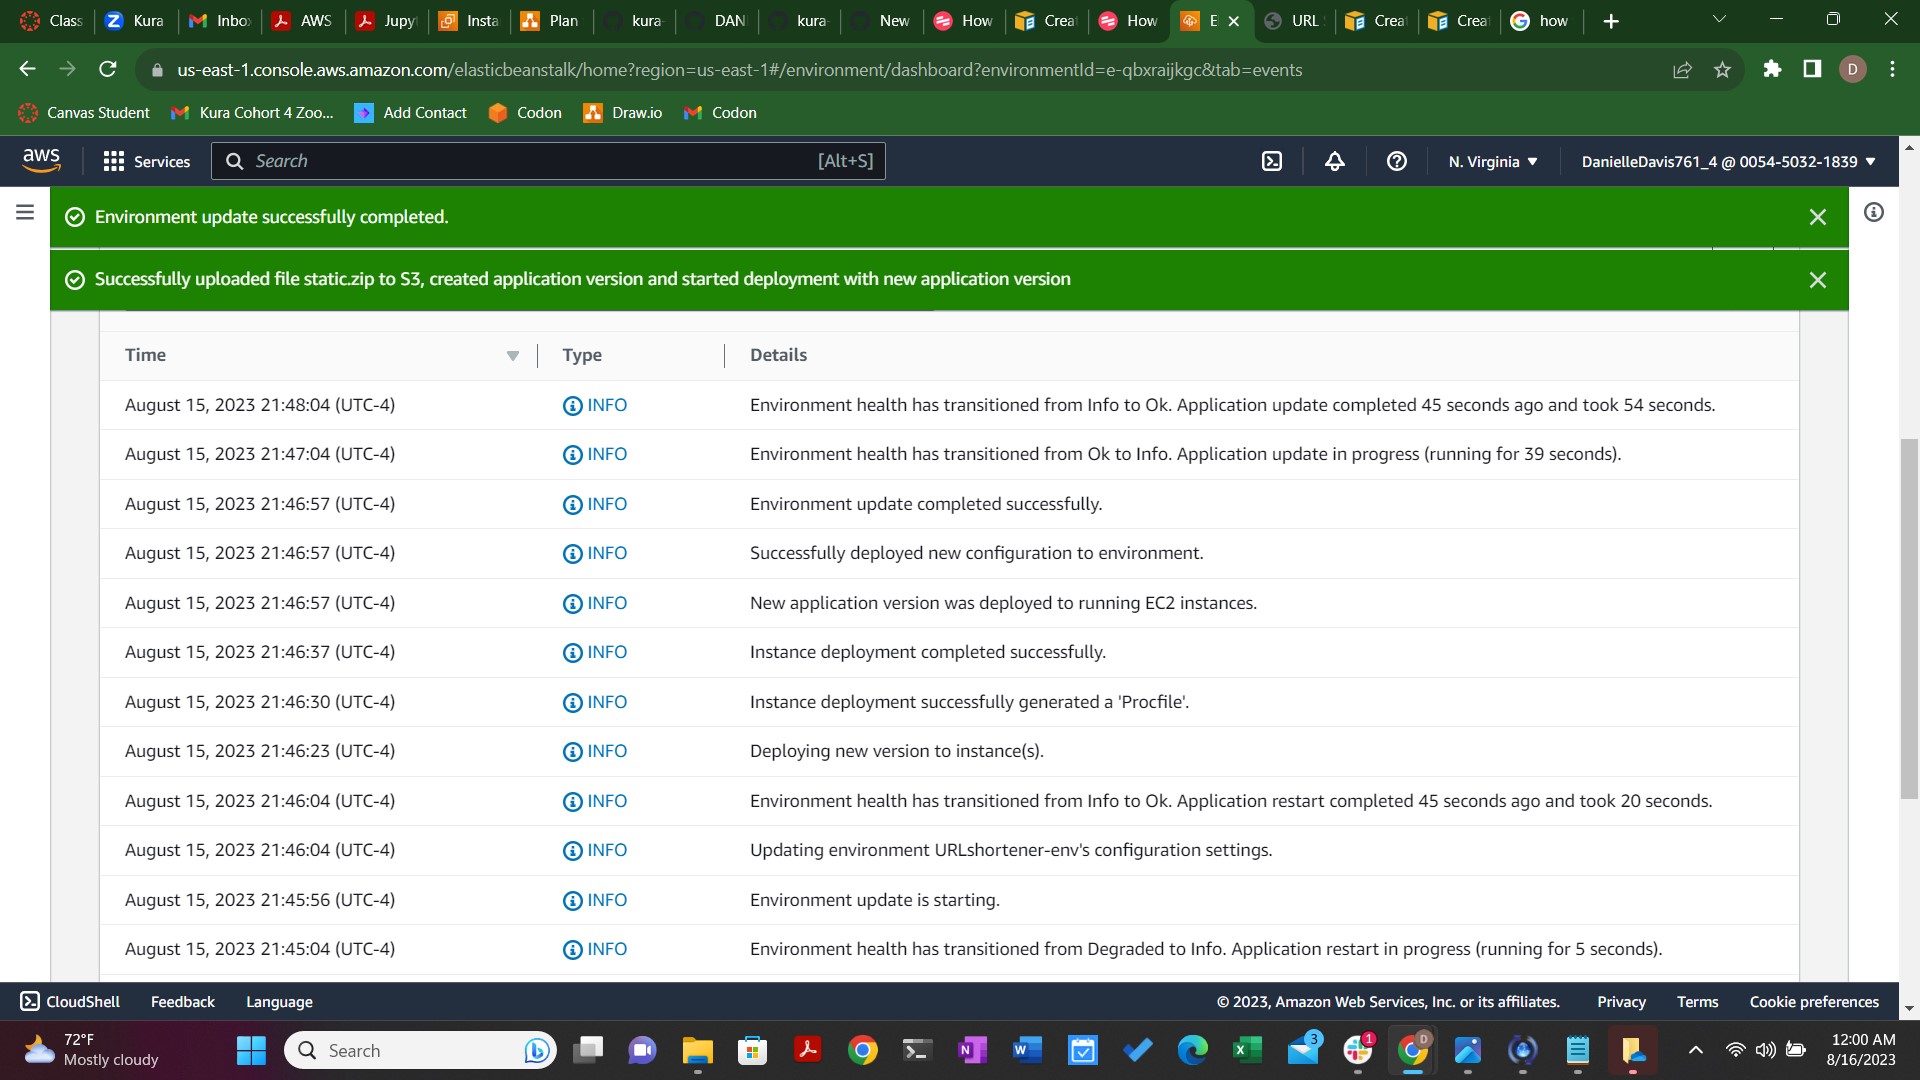 Class
Kura
Inbo
AWS
Jupy
Insta
Plan
kura-
DAN
kura-
New
How
Crea
How
E
URL
Crea
Crea
how
us-east-1.console.aws.amazon.com/elasticbeanstalk/home?region=us-east-1#/environment/dashboard?environmentId=e-qbxraijkgc&tab=events
D
Canvas Student
Kura Cohort 4 Zoo...
Add Contact
Codon
Draw.io
Codon
aws
Services
Search
[Alt+S]
N. Virginia
DanielleDavis761_4 @ 0054-5032-1839
Environment update successfully completed.
Successfully uploaded file static.zip to S3, created application version and started deployment with new application version
Time Type Details
August 15, 2023 21:48:04 (UTC-4) INFO Environment health has transitioned from Info to Ok. Application update completed 45 seconds ago and took 54 seconds.
August 15, 2023 21:47:04 (UTC-4) INFO Environment health has transitioned from Ok to Info. Application update in progress (running for 39 seconds).
August 15, 2023 21:46:57 (UTC-4) INFO Environment update completed successfully.
August 15, 2023 21:46:57 (UTC-4) INFO Successfully deployed new configuration to environment.
August 15, 2023 21:46:57 (UTC-4) INFO New application version was deployed to running EC2 instances.
August 15, 2023 21:46:37 (UTC-4) INFO Instance deployment completed successfully.
August 15, 2023 21:46:30 (UTC-4) INFO Instance deployment successfully generated a 'Procfile'.
August 15, 2023 21:46:23 (UTC-4) INFO Deploying new version to instance(s).
August 15, 2023 21:46:04 (UTC-4) INFO Environment health has transitioned from Info to Ok. Application restart completed 45 seconds ago and took 20 seconds.
August 15, 2023 21:46:04 (UTC-4) INFO Updating environment URLshortener-env's configuration settings.
August 15, 2023 21:45:56 (UTC-4) INFO Environment update is starting.
August 15, 2023 21:45:04 (UTC-4) INFO Environment health has transitioned from Degraded to Info. Application restart in progress (running for 5 seconds).
CloudShell
Feedback
Language
© 2023, Amazon Web Services, Inc. or its affiliates.
Privacy
Terms
Cookie preferences
72°F
Mostly cloudy
Search
3
1
D
12:00 AM
8/16/2023